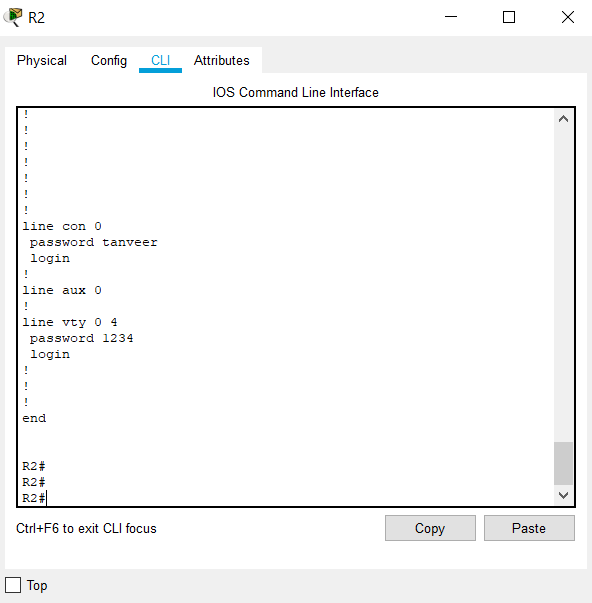 R2
Physical Config CLI Attributes
IOS Command Line Interface
!
!
!
!
!
!
!
line con 0
 password tanveer
 login
!
line aux 0
!
line vty 0 4
 password 1234
 login
!
!
!
end
R2#
R2#
R2#
Ctrl+F6 to exit CLI focus Copy Paste
Top